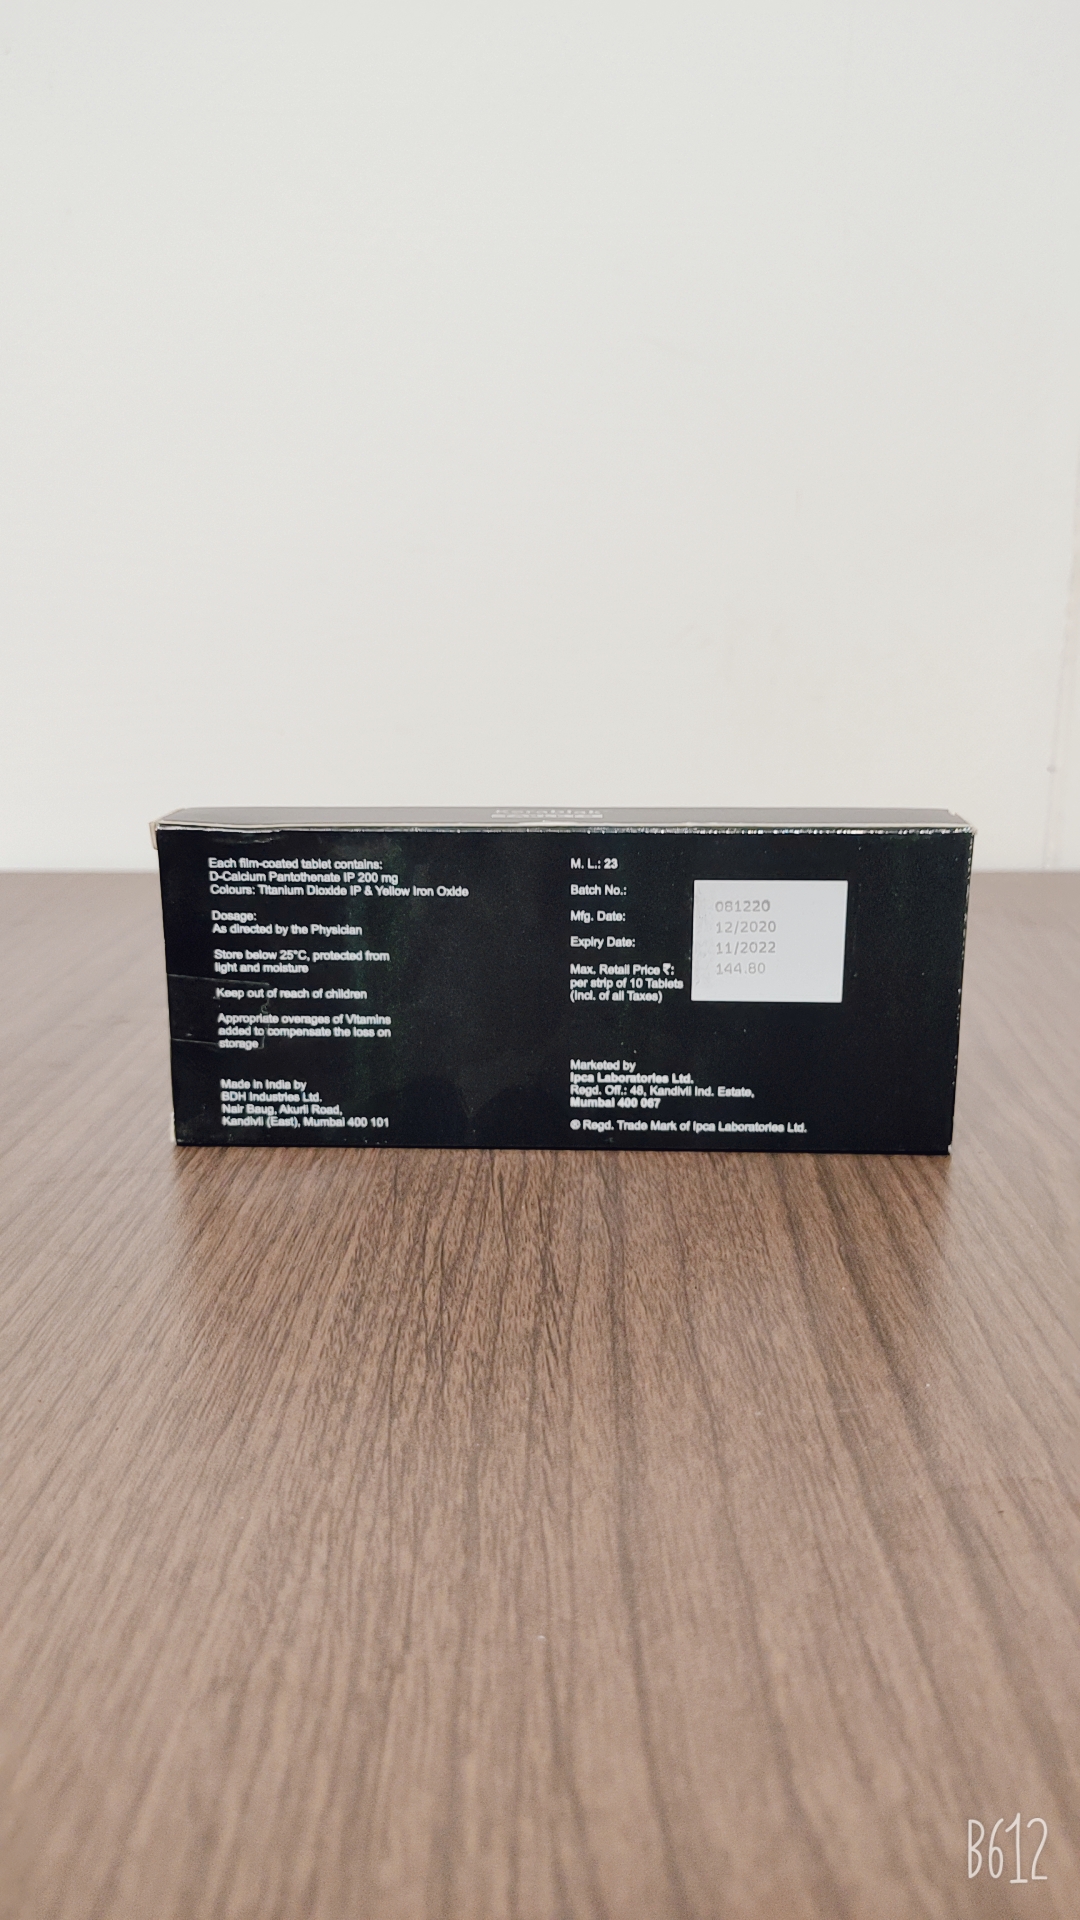 Kerablak
Each film-coated tablet contains:
D-Calcium Pantothenate IP 200 mg
Colours: Titanium Dioxide IP & Yellow Iron Oxide
Dosage:
As directed by the Physician
Store below 25°C, protected from
light and moisture
Keep out of reach of children
Appropriate overages of Vitamins
added to compensate the loss on
storage
Made in India by
BDH Industries Ltd.
Nair Baug, Akurli Road,
Kandivli (East), Mumbai 400 101
M. L.: 23
Batch No.: 081220
Mfg. Date: 12/2020
Expiry Date: 11/2022
Max. Retail Price ₹: 144.80
per strip of 10 Tablets
(Incl. of all Taxes)
Marketed by
Ipca Laboratories Ltd.
Regd. Off.: 48, Kandivli Ind. Estate,
Mumbai 400 067
® Regd. Trade Mark of Ipca Laboratories Ltd.
B612